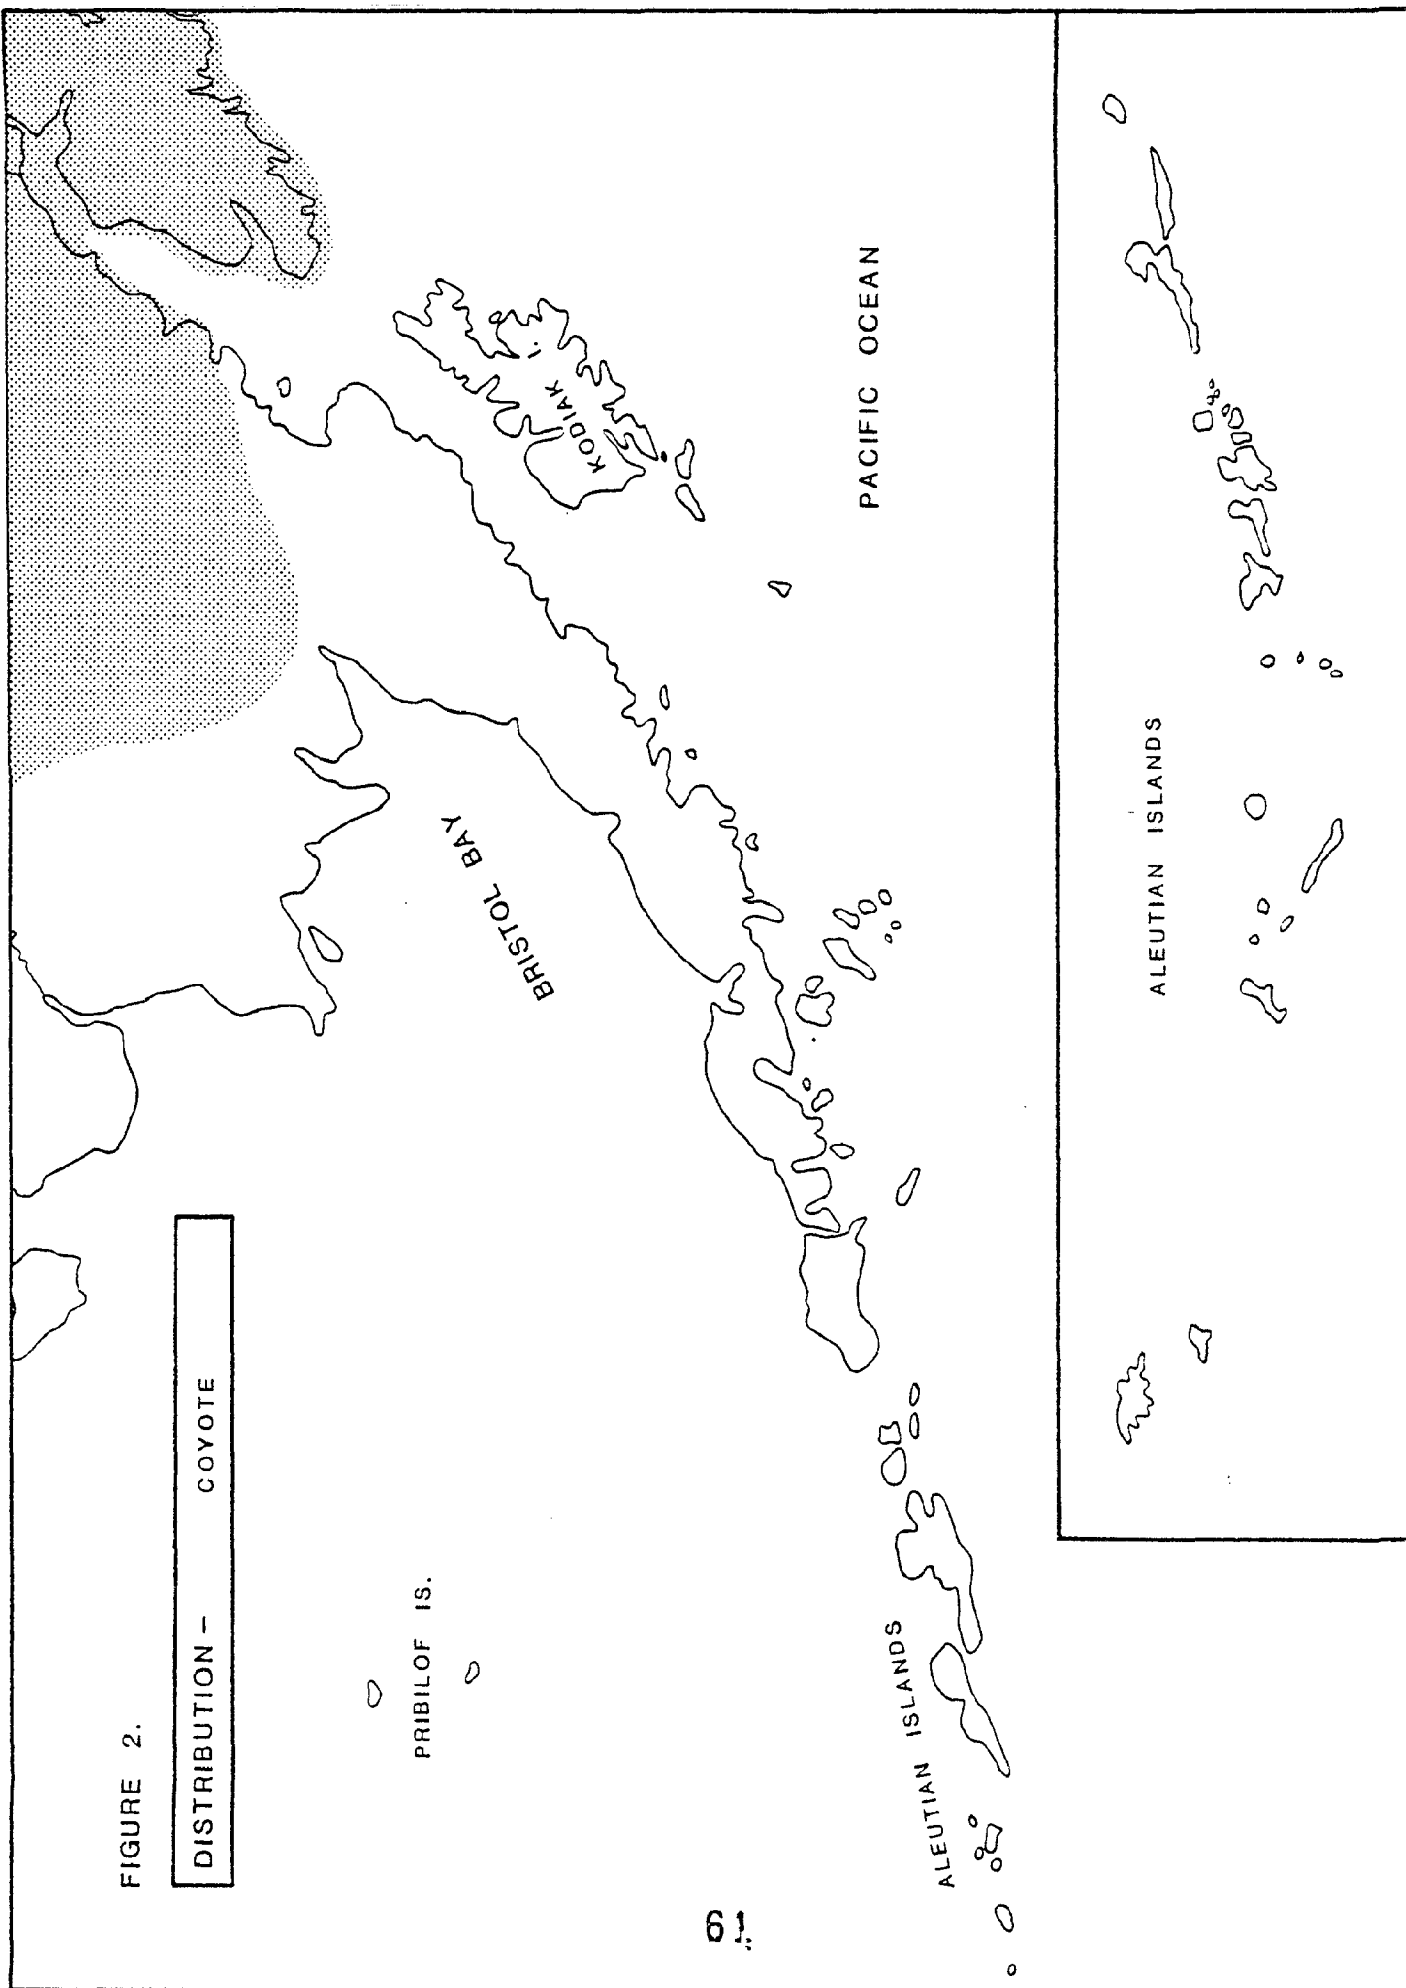 FIGURE 2.
DISTRIBUTION – COYOTE
PRIBILOF IS.
BRISTOL BAY
KODIAK I.
PACIFIC OCEAN
ALEUTIAN ISLANDS
ALEUTIAN ISLANDS
61